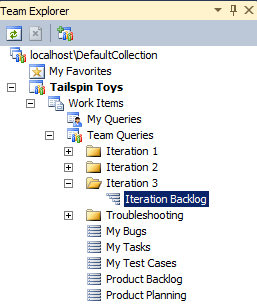 Team Explorer
localhost\DefaultCollection
My Favorites
Tailspin Toys
Work Items
My Queries
Team Queries
Iteration 1
Iteration 2
Iteration 3
Iteration Backlog
Troubleshooting
My Bugs
My Tasks
My Test Cases
Product Backlog
Product Planning